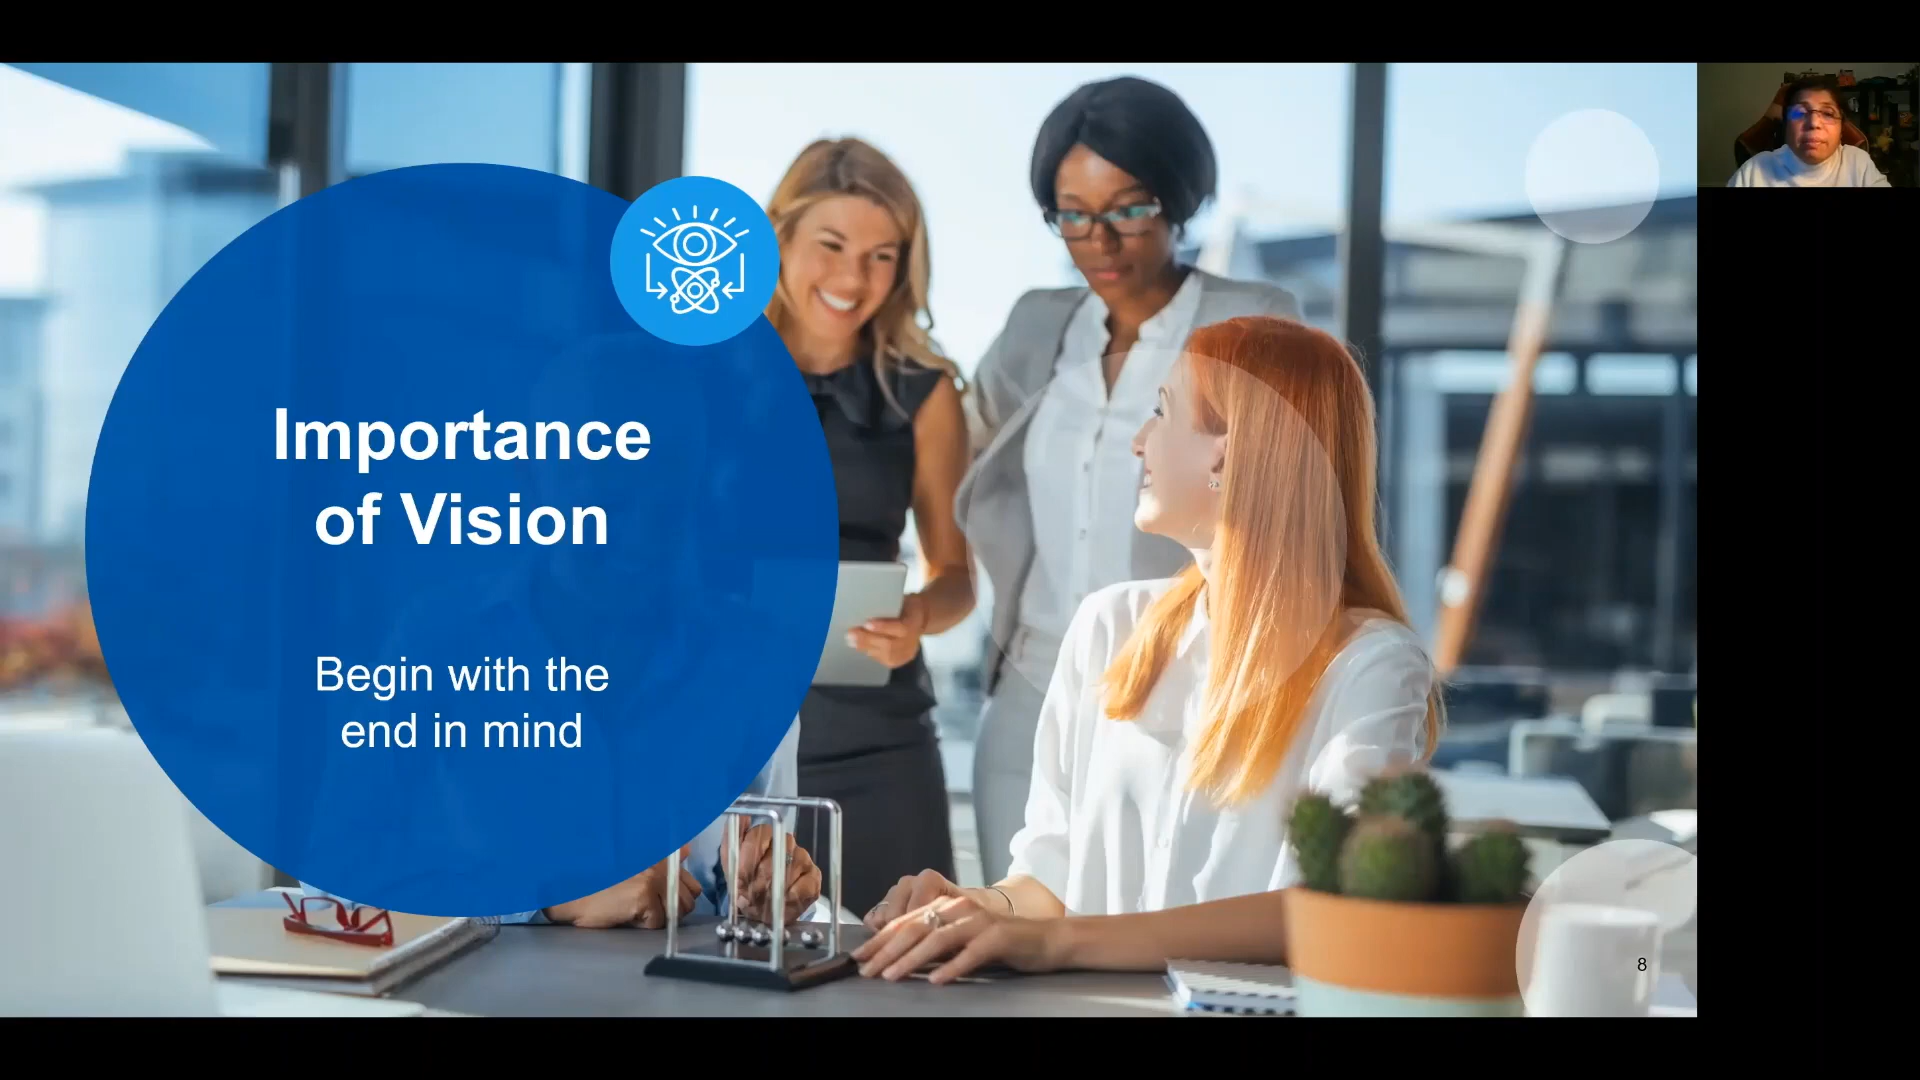 Importance
of Vision
Begin with the
end in mind
8